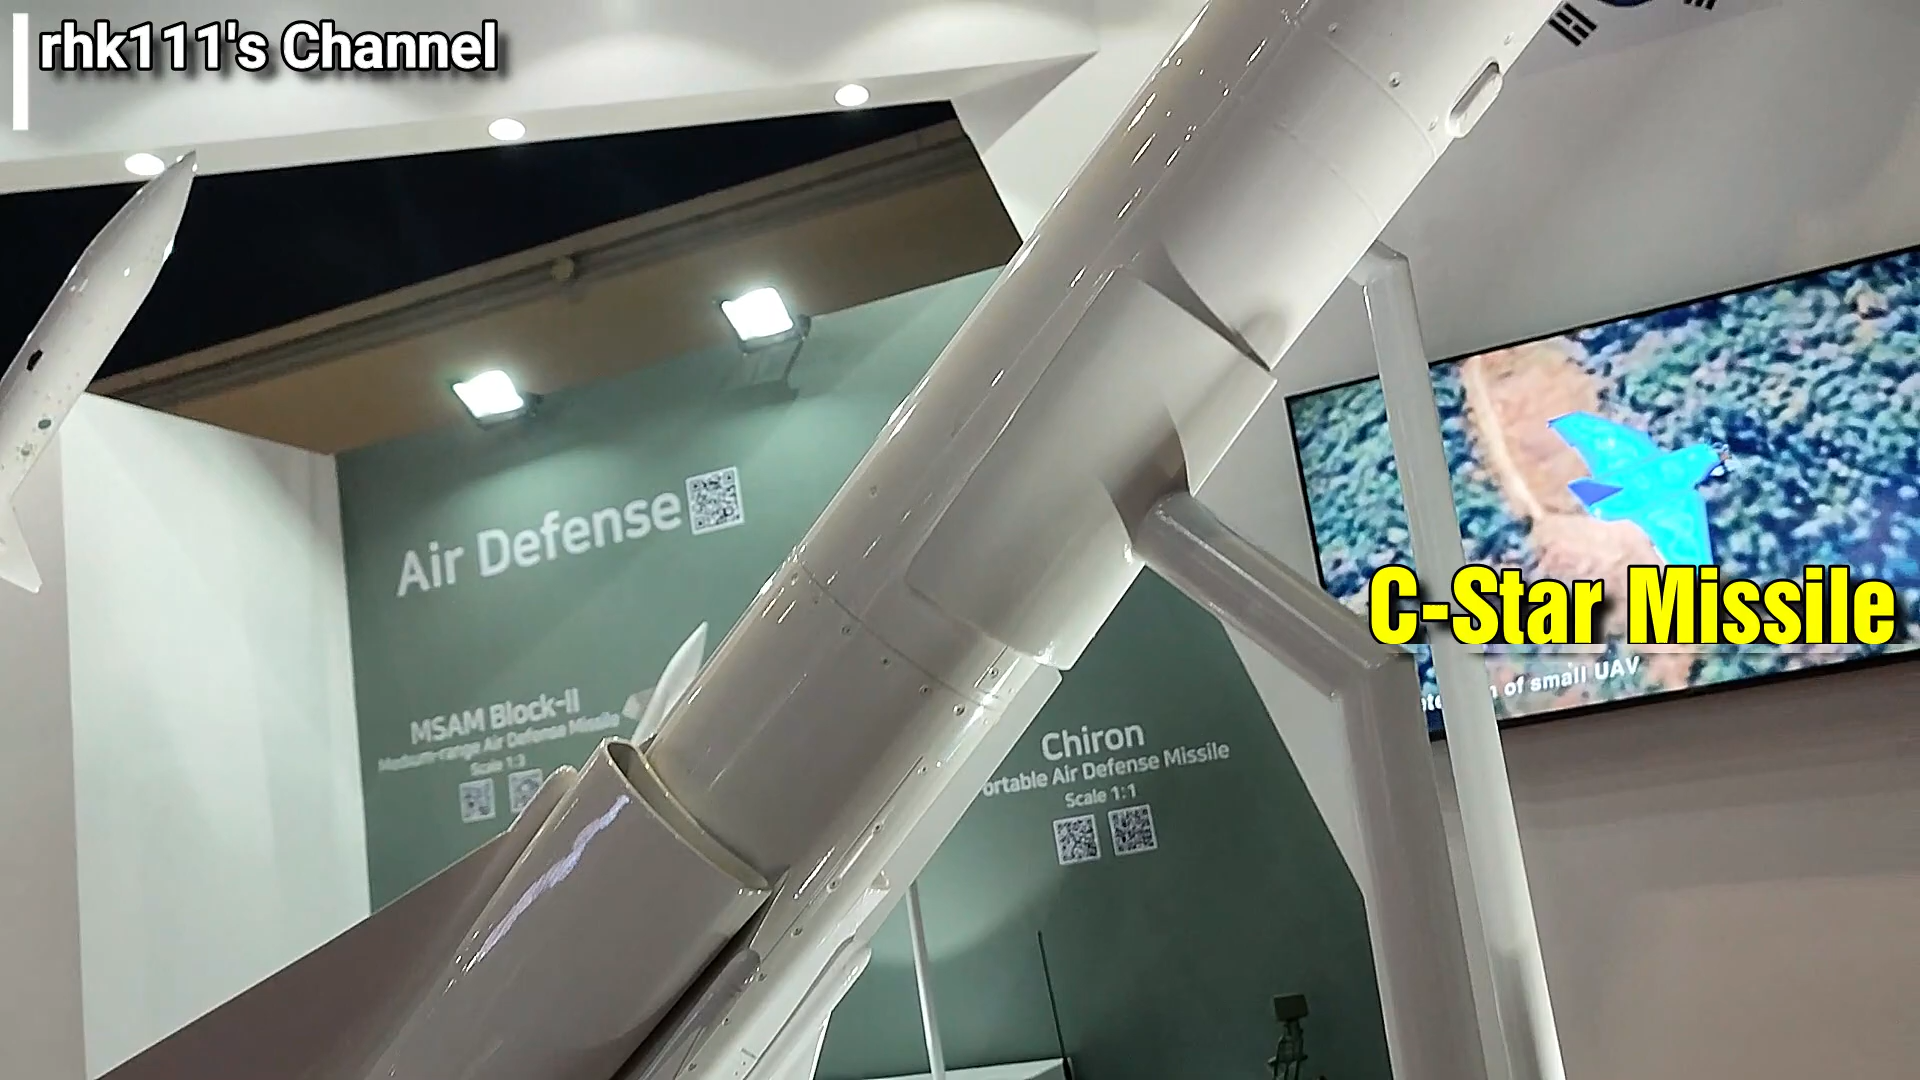 rhk111's Channel
Air Defense
C-Star Missile
of small UAV
MSAM Block-II
Medium-range Air Defense Missile
Scale 1:3
Chiron
ortable Air Defense Missile
Scale 1:1